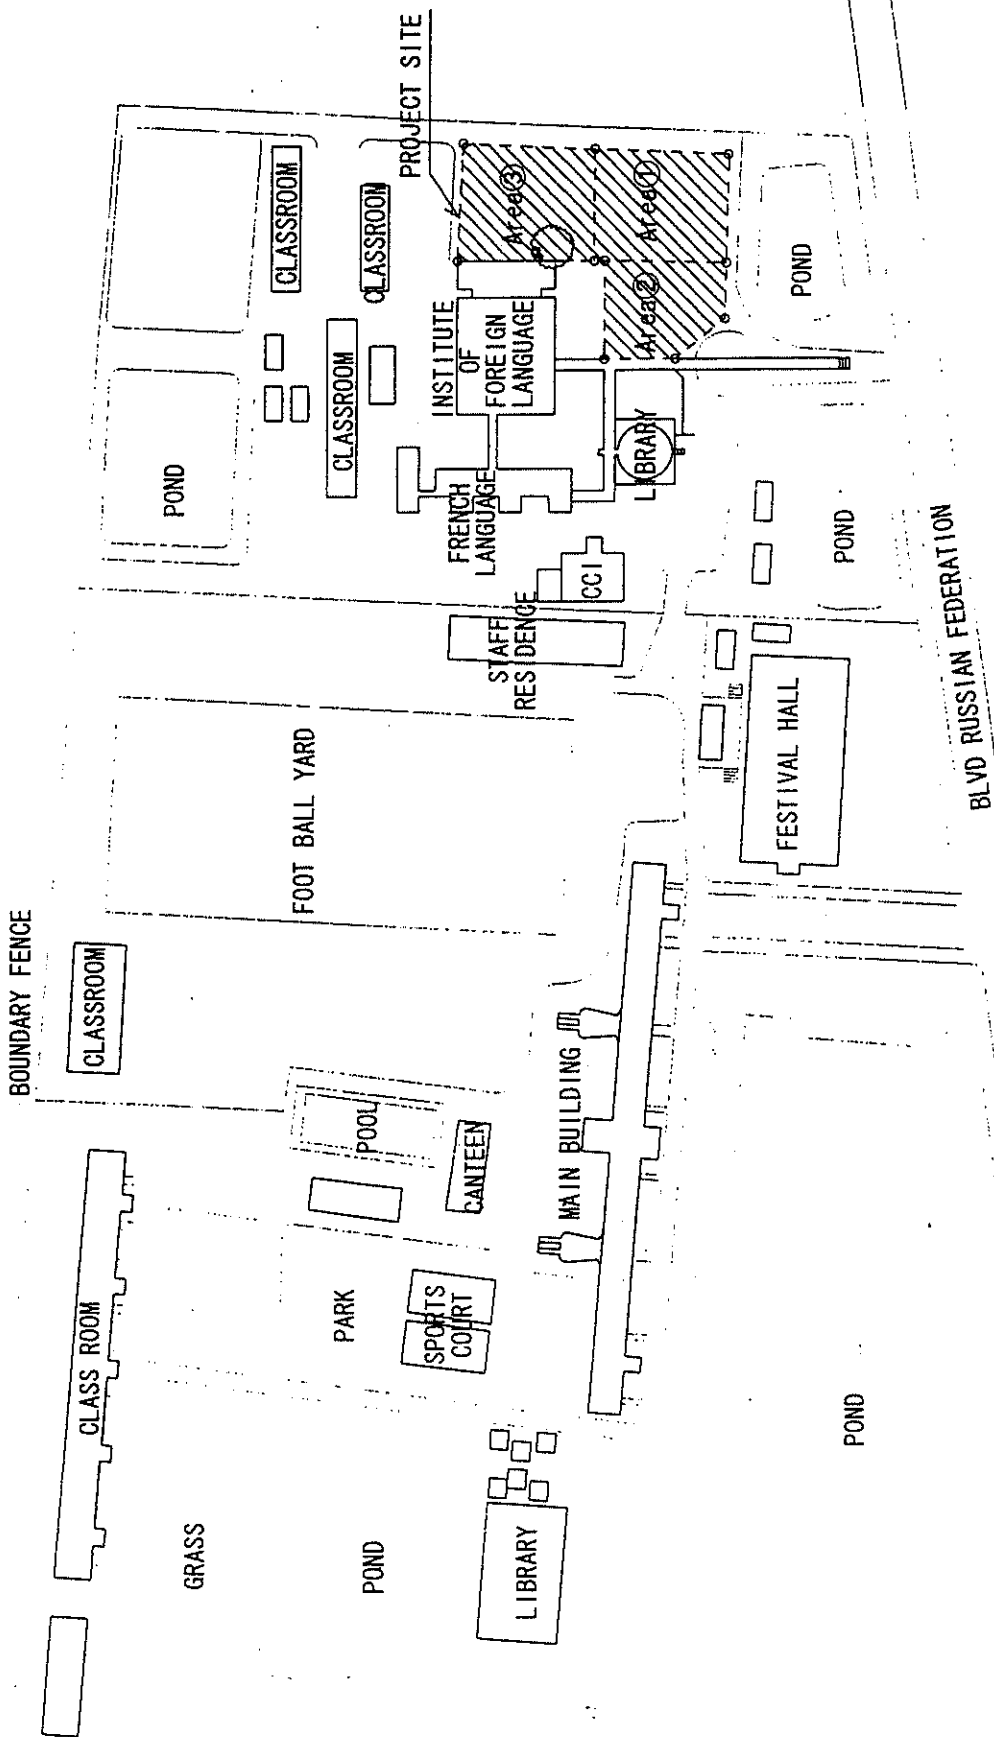 BOUNDARY FENCE
PROJECT SITE
CLASSROOM
CLASSROOM
CLASSROOM
CLASSROOM
CLASS ROOM
POND
INSTITUTE
OF
FOREIGN
LANGUAGE
Area③
Area①
Area②
POND
FRENCH
LANGUAGE
LIBRARY
CCI
STAFF
RESIDENCE
POND
FOOT BALL YARD
FESTIVAL HALL
BLVD RUSSIAN FEDERATION
POOL
CANTEEN
MAIN BUILDING
PARK
SPORTS
COURT
GRASS
POND
LIBRARY
POND